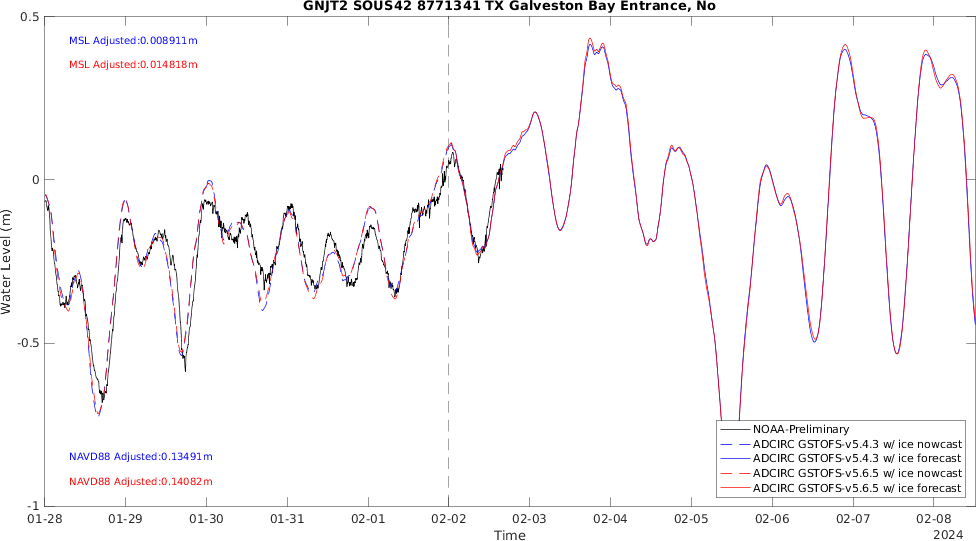 GNJT2 SOUS42 8771341 TX Galveston Bay Entrance, No
0.5
MSL Adjusted:0.008911m
MSL Adjusted:0.014818m
0
Water Level (m)
-0.5
NOAA-Preliminary
ADCIRC GSTOFS-v5.4.3 w/ ice nowcast
NAVD88 Adjusted:0.13491m
ADCIRC GSTOFS-v5.4.3 w/ ice forecast
ADCIRC GSTOFS-v5.6.5 w/ ice nowcast
NAVD88 Adjusted:0.14082m
ADCIRC GSTOFS-v5.6.5 w/ ice forecast
-1
01-28 01-29 01-30 01-31 02-01 02-02 02-03 02-04 02-05 02-06 02-07 02-08
Time
2024